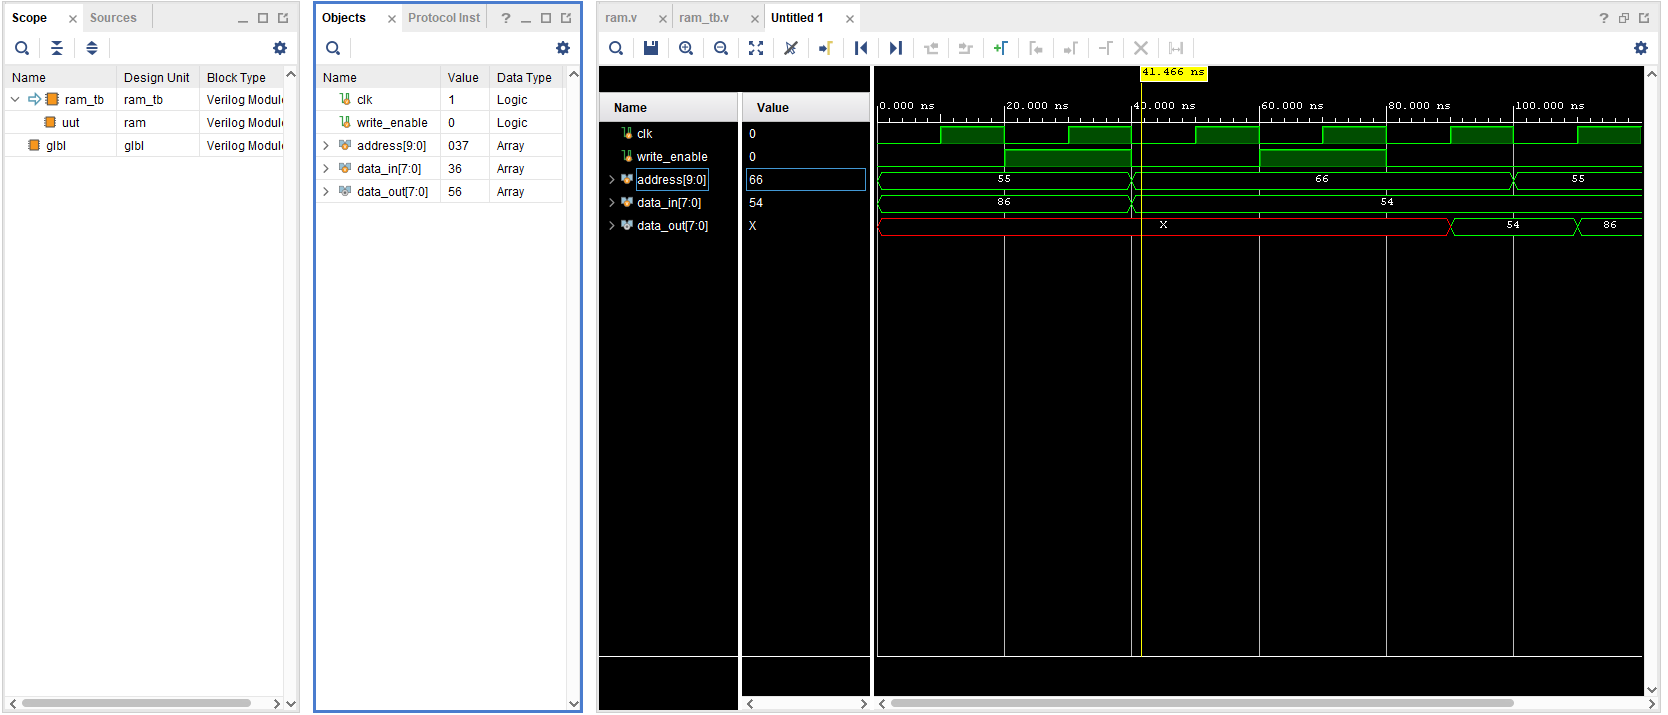 Scope
Sources
Name Design Unit Block Type
ram_tb ram_tb Verilog Modul
uut ram Verilog Modul
glbl glbl Verilog Modul
Objects Protocol Inst ?
Name Value Data Type
clk 1 Logic
write_enable 0 Logic
address[9:0] 037 Array
data_in[7:0] 36 Array
data_out[7:0] 56 Array
ram.v ram_tb.v Untitled 1 ?
41.466 ns
Name Value
0.000 ns 20.000 ns 40.000 ns 60.000 ns 80.000 ns 100.000 ns
clk 0
write_enable 0
address[9:0] 66 55 66 55
data_in[7:0] 54 86 54
data_out[7:0] X X 54 86